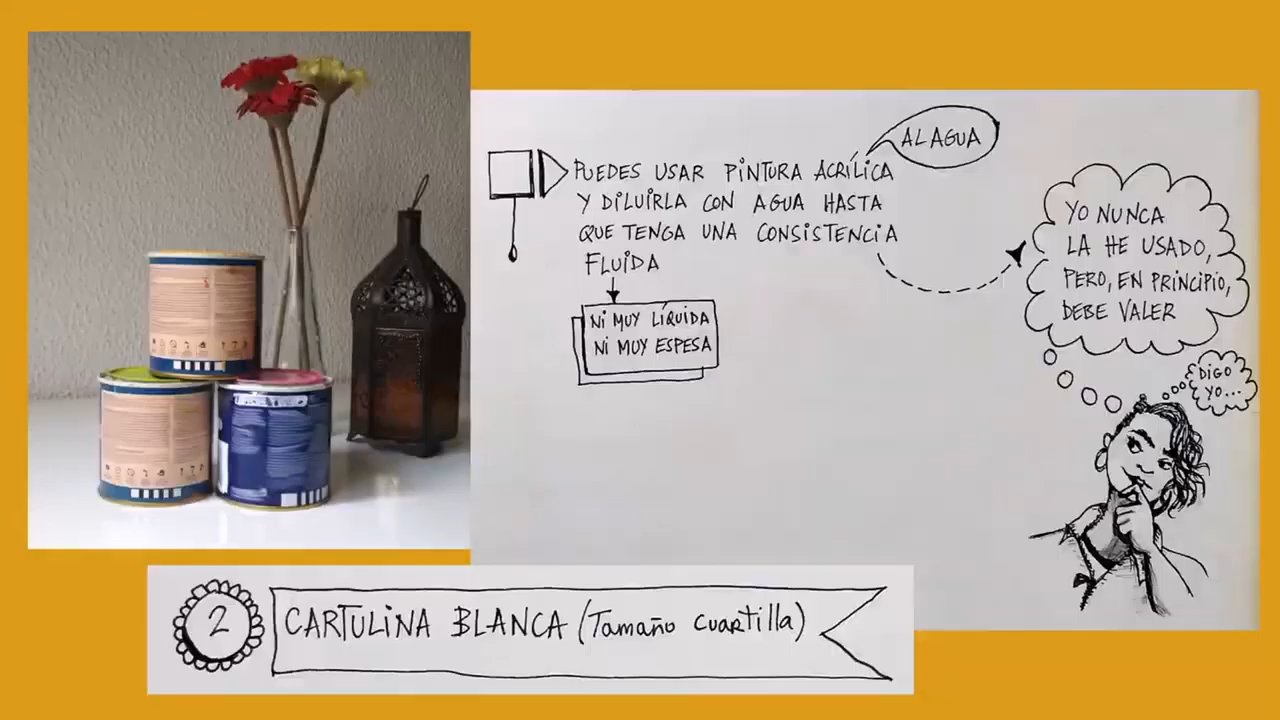 AL AGUA
PUEDES USAR PINTURA ACRÍLICA
Y DILUIRLA CON AGUA HASTA
QUE TENGA UNA CONSISTENCIA
FLUIDA
NI MUY LÍQUIDA
NI MUY ESPESA
YO NUNCA
LA HE USADO,
PERO, EN PRINCIPIO,
DEBE VALER
DIGO
YO...
2
CARTULINA BLANCA (Tamaño cuartilla)